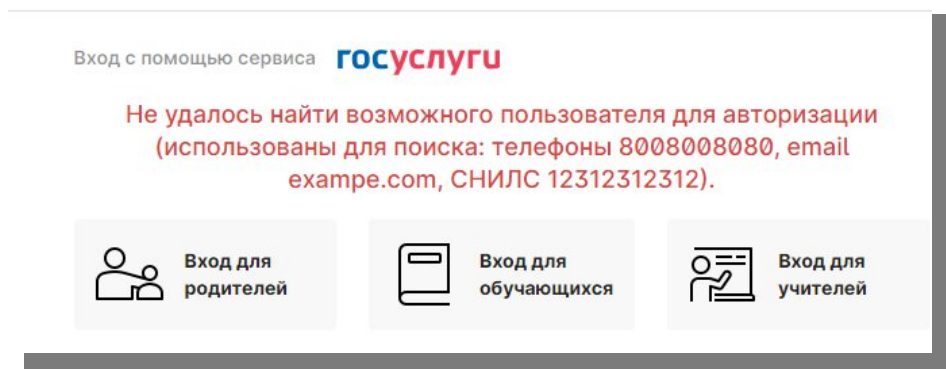 Вход с помощью сервиса госуслуги
Не удалось найти возможного пользователя для авторизации
(использованы для поиска: телефоны 8008008080, email
exampe.com, СНИЛС 12312312312).
Вход для
родителей
Вход для
обучающихся
Вход для
учителей